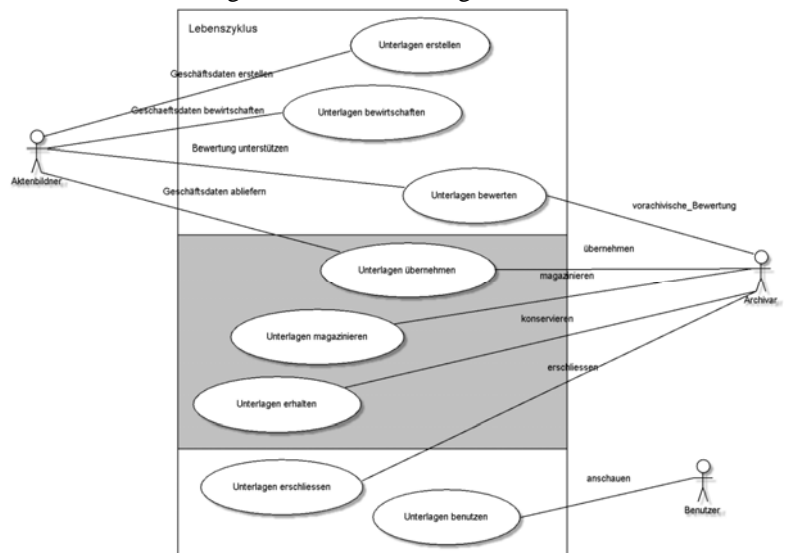 Lebenszyklus
Unterlagen erstellen
Geschäftsdaten erstellen
Geschaeftsdaten bewirtschaften
Unterlagen bewirtschaften
Bewertung unterstützen
Aktenbildner
Geschäftsdaten abliefern
Unterlagen bewerten
vorachivische_Bewertung
übernehmen
Unterlagen übernehmen
magazinieren
Archivar
konservieren
Unterlagen magazinieren
erschliessen
Unterlagen erhalten
anschauen
Unterlagen erschliessen
Benutzer
Unterlagen benutzen